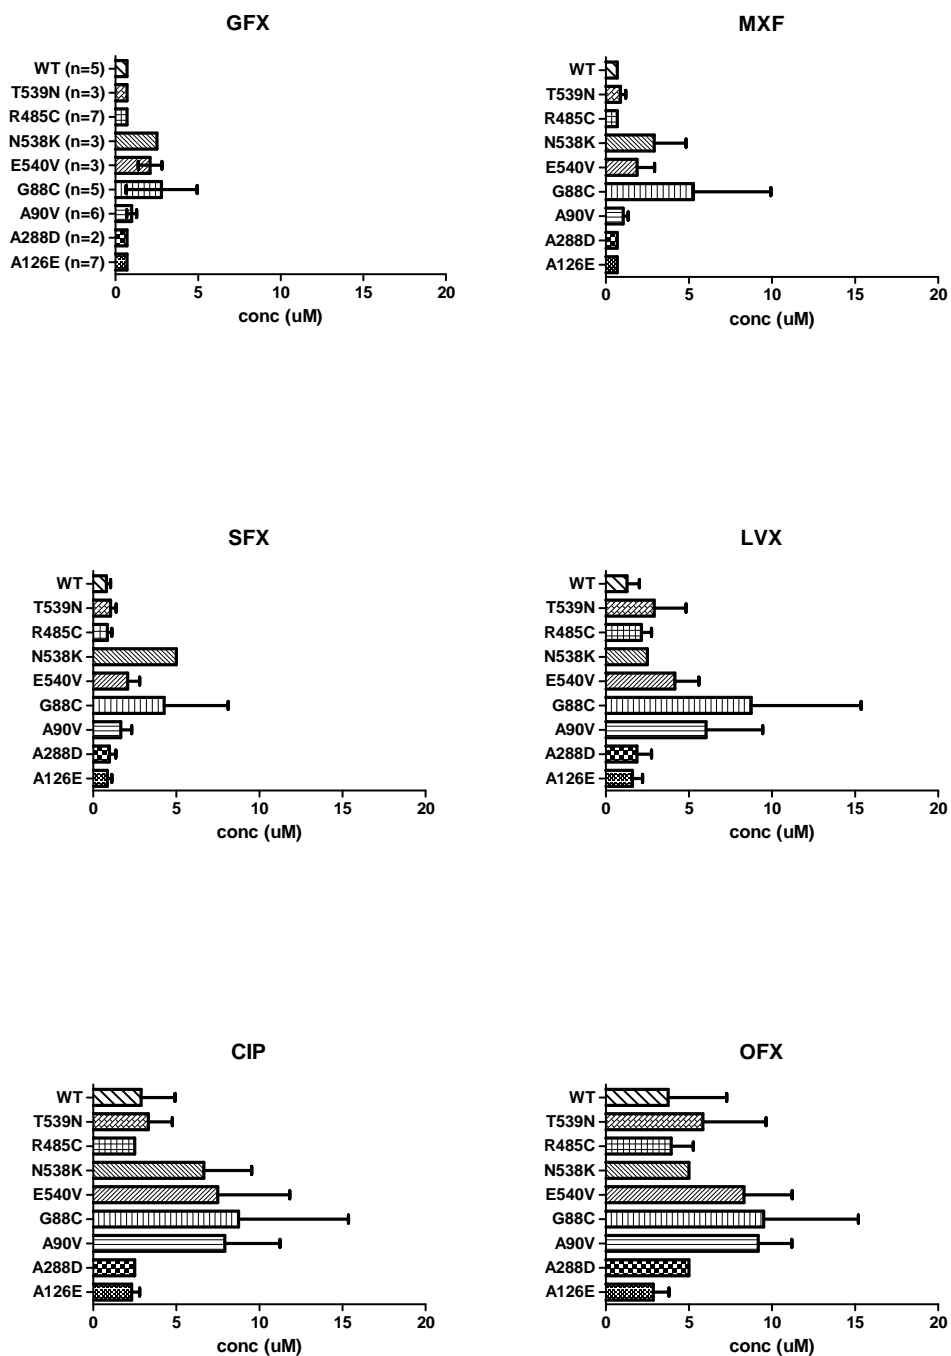 GFX
WT (n=5)
T539N (n=3)
R485C (n=7)
N538K (n=3)
E540V (n=3)
G88C (n=5)
A90V (n=6)
A288D (n=2)
A126E (n=7)
0 5 10 15 20
conc (uM)
MXF
WT
T539N
R485C
N538K
E540V
G88C
A90V
A288D
A126E
0 5 10 15 20
conc (uM)
SFX
WT
T539N
R485C
N538K
E540V
G88C
A90V
A288D
A126E
0 5 10 15 20
conc (uM)
LVX
WT
T539N
R485C
N538K
E540V
G88C
A90V
A288D
A126E
0 5 10 15 20
conc (uM)
CIP
WT
T539N
R485C
N538K
E540V
G88C
A90V
A288D
A126E
0 5 10 15 20
conc (uM)
OFX
WT
T539N
R485C
N538K
E540V
G88C
A90V
A288D
A126E
0 5 10 15 20
conc (uM)